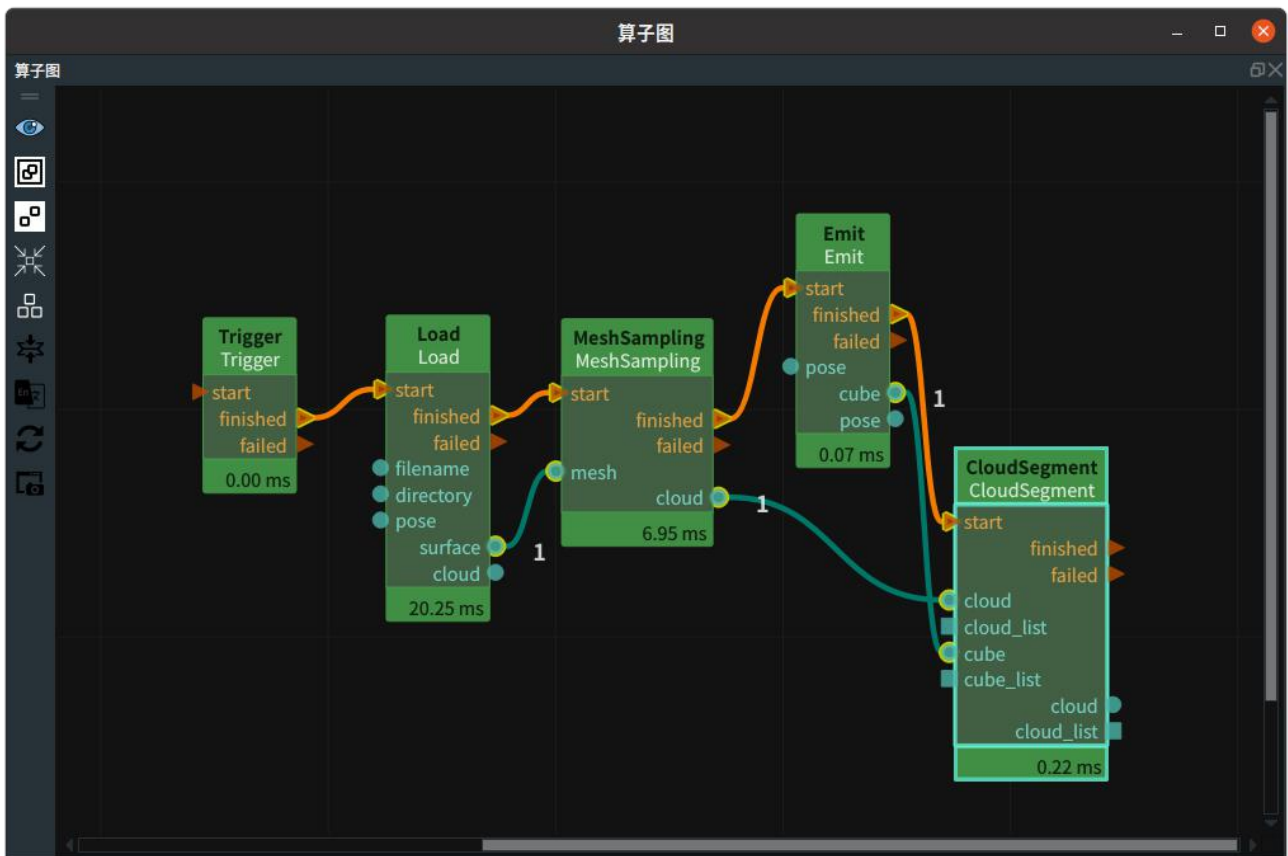 算子图
算子图
Trigger
Trigger
start
finished
failed
0.00 ms
Load
Load
start
finished
failed
filename
directory
pose
surface
cloud
20.25 ms
1
MeshSampling
MeshSampling
start
finished
failed
mesh
cloud
6.95 ms
1
Emit
Emit
start
finished
failed
pose
cube
pose
0.07 ms
1
CloudSegment
CloudSegment
start
finished
failed
cloud
cloud_list
cube
cube_list
cloud
cloud_list
0.22 ms